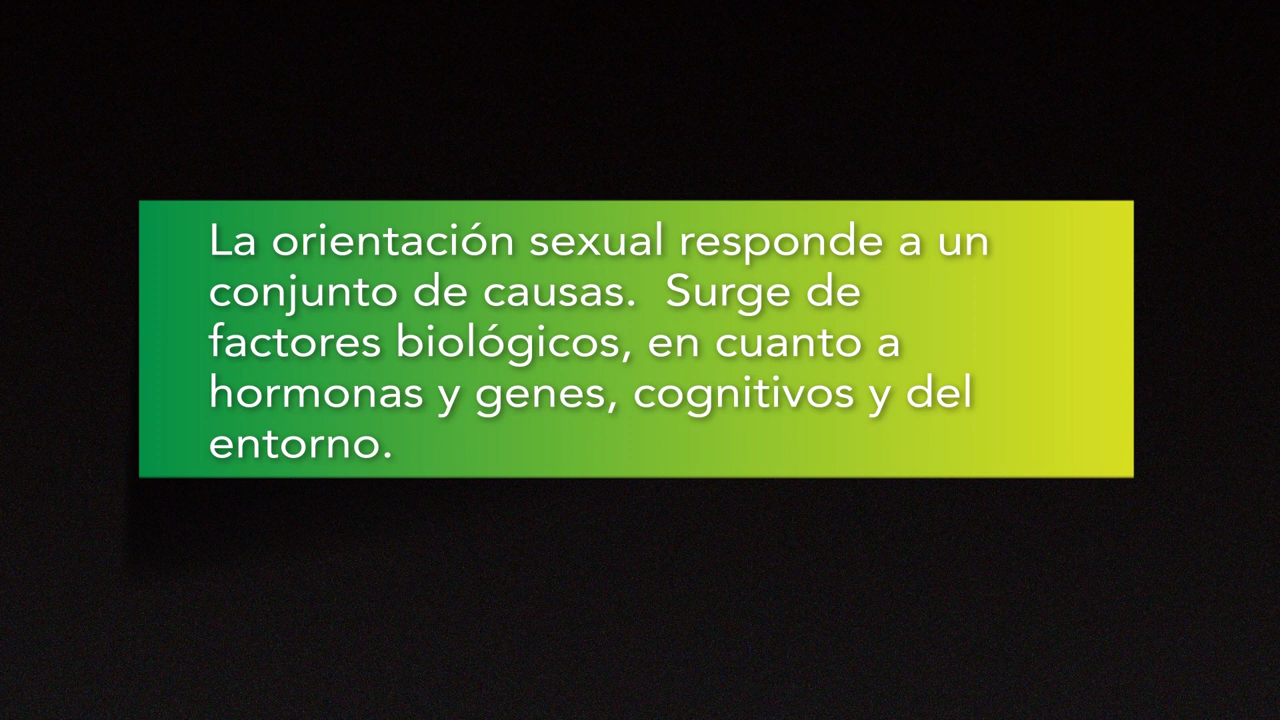 La orientación sexual responde a un
conjunto de causas.  Surge de
factores biológicos, en cuanto a
hormonas y genes, cognitivos y del
entorno.